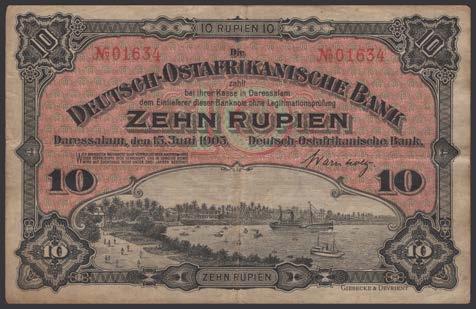 10 10 RUPIEN 10 10
№ 01634 Die № 01634
DEUTSCH-OSTAFRIKANISCHE BANK
zahlt
bei ihrer Kasse in Daressalam
dem Einlieferer dieser Banknote ohne Legitimationsprüfung
ZEHN RUPIEN
Daressalam, den 15. Juni 1905. Deutsch-Ostafrikanische Bank.
10 10
10 ZEHN RUPIEN 10
GIESECKE & DEVRIENT